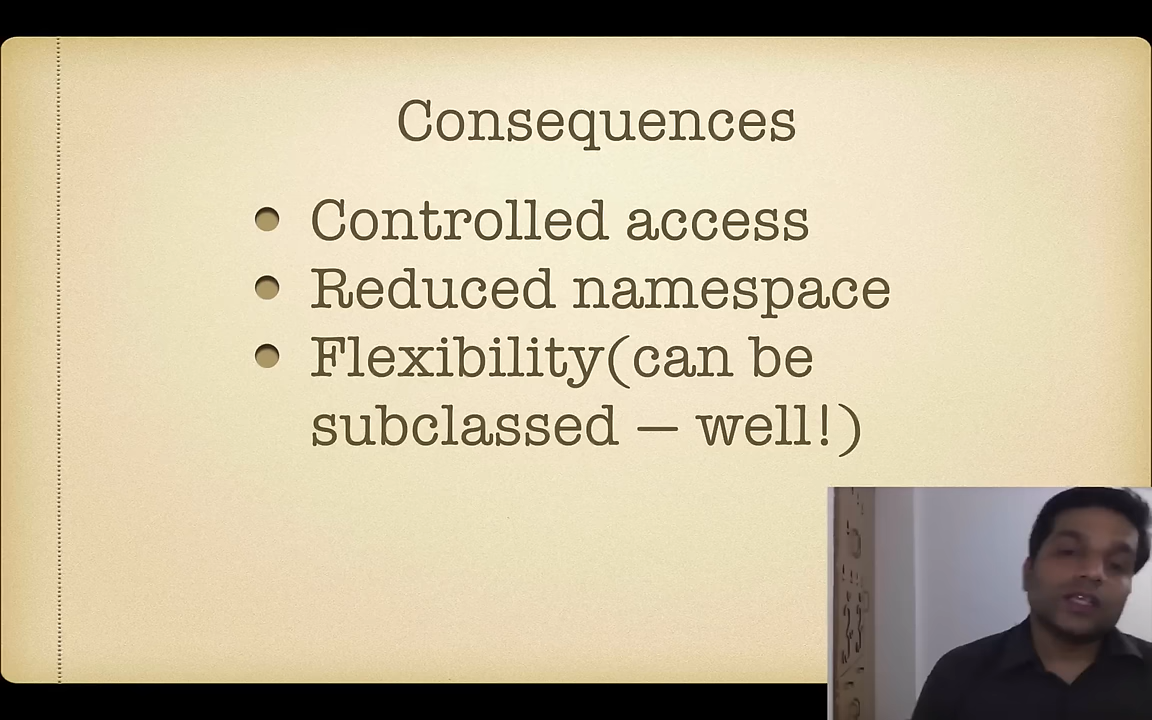 Consequences
Controlled access
Reduced namespace
Flexibility(can be
subclassed — well!)